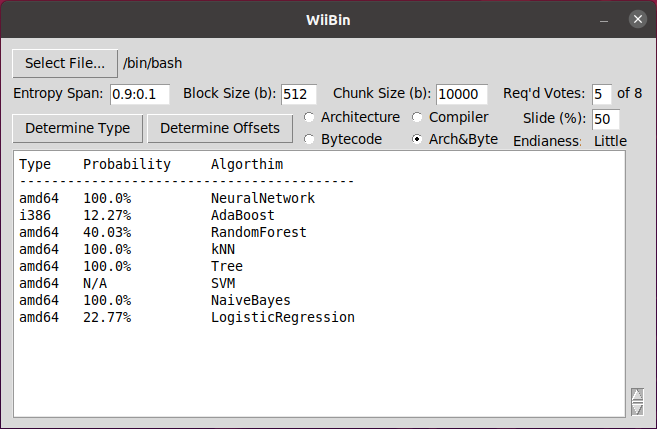 WiiBin
Select File... /bin/bash
Entropy Span: 0.9:0.1 Block Size (b): 512 Chunk Size (b): 10000 Req'd Votes: 5 of 8
Determine Type Determine Offsets Architecture Compiler Slide (%): 50
Bytecode Arch&Byte Endianess: Little
Type Probability Algorthim
------------------------------------------
amd64 100.0% NeuralNetwork
i386 12.27% AdaBoost
amd64 40.03% RandomForest
amd64 100.0% kNN
amd64 100.0% Tree
amd64 N/A SVM
amd64 100.0% NaiveBayes
amd64 22.77% LogisticRegression